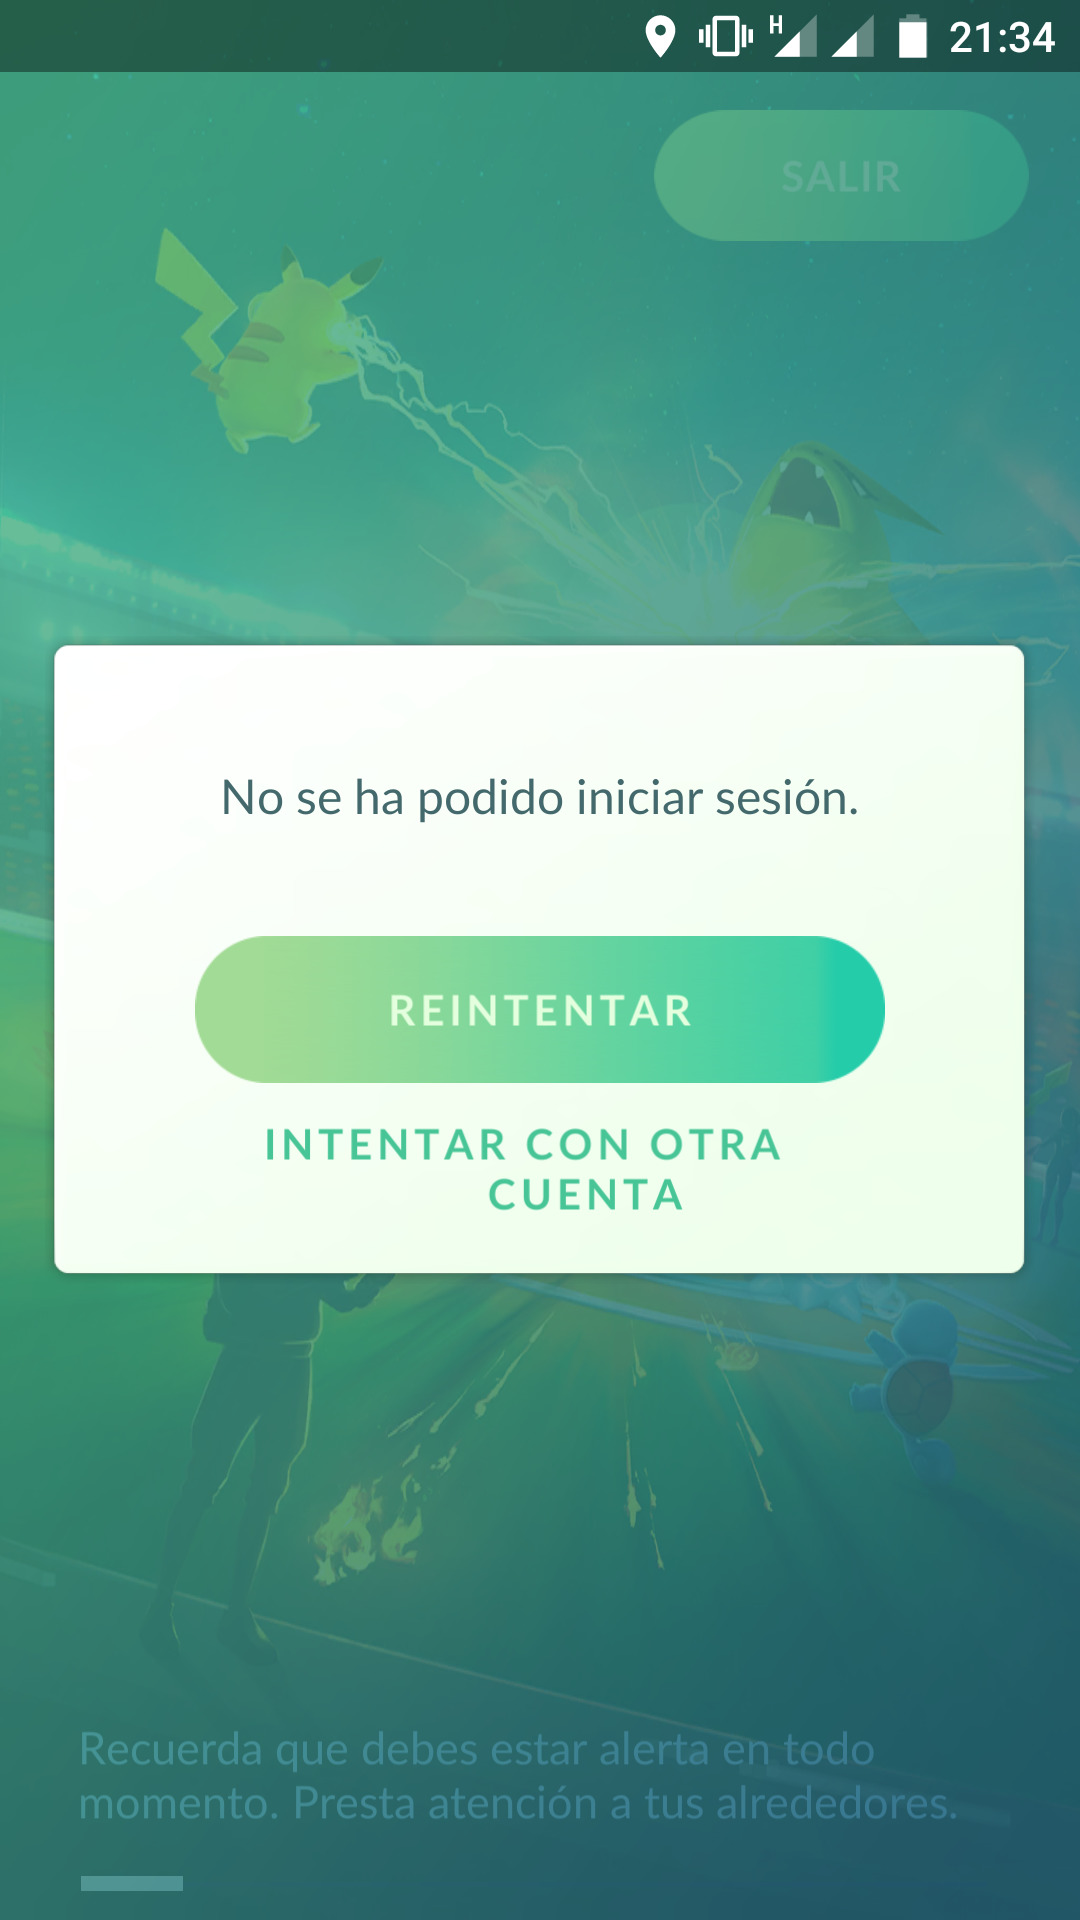 H 21:34
SALIR
No se ha podido iniciar sesión.
REINTENTAR
INTENTAR CON OTRA
CUENTA
Recuerda que debes estar alerta en todo
momento. Presta atención a tus alrededores.